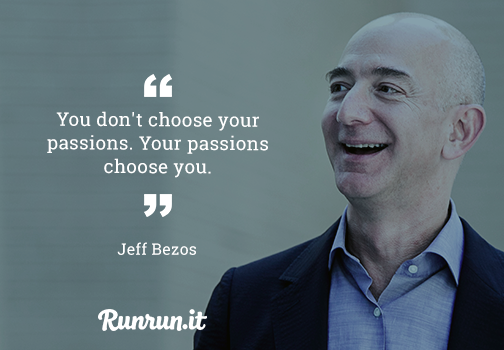 “
You don't choose your
passions. Your passions
choose you.
”
Jeff Bezos
Runrun.it